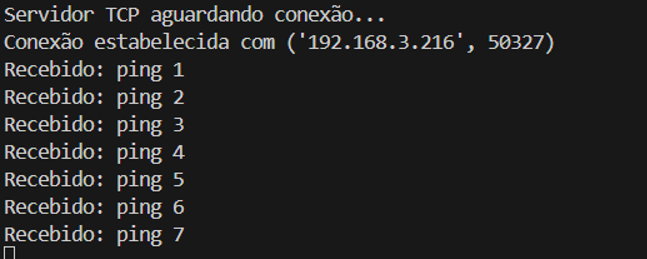 Servidor TCP aguardando conexão...
Conexão estabelecida com ('192.168.3.216', 50327)
Recebido: ping 1
Recebido: ping 2
Recebido: ping 3
Recebido: ping 4
Recebido: ping 5
Recebido: ping 6
Recebido: ping 7